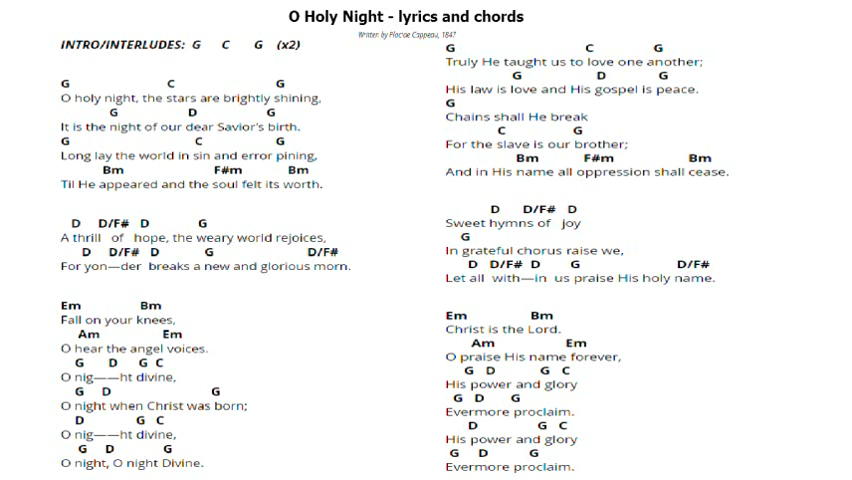 O Holy Night - lyrics and chords
Written by Placide Cappeau, 1847
INTRO/INTERLUDES: G C G (x2)
G C G
O holy night, the stars are brightly shining,
G D G
It is the night of our dear Savior's birth.
G C G
Long lay the world in sin and error pining,
Bm F#m Bm
Til He appeared and the soul felt its worth.
D D/F# D G
A thrill of hope, the weary world rejoices,
D D/F# D G D/F#
For yon—der breaks a new and glorious morn.
Em Bm
Fall on your knees,
Am Em
O hear the angel voices.
G D G C
O nig——ht divine,
G D G
O night when Christ was born;
D G C
O nig——ht divine,
G D G
O night, O night Divine.
G C G
Truly He taught us to love one another;
G D G
His law is love and His gospel is peace.
G
Chains shall He break
C G
For the slave is our brother;
Bm F#m Bm
And in His name all oppression shall cease.
D D/F# D
Sweet hymns of joy
G
In grateful chorus raise we,
D D/F# D G D/F#
Let all with—in us praise His holy name.
Em Bm
Christ is the Lord.
Am Em
O praise His name forever,
G D G C
His power and glory
G D G
Evermore proclaim.
D G C
His power and glory
G D G
Evermore proclaim.